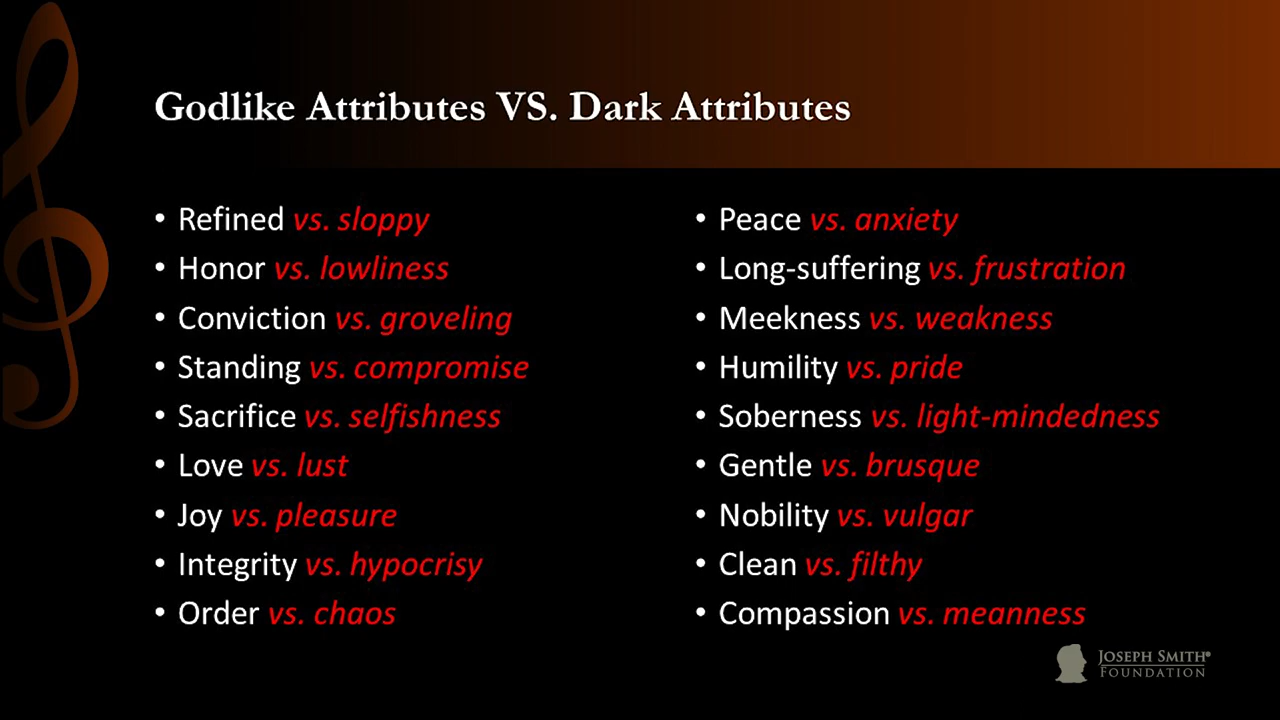 Godlike Attributes VS. Dark Attributes
• Refined vs. sloppy
• Honor vs. lowliness
• Conviction vs. groveling
• Standing vs. compromise
• Sacrifice vs. selfishness
• Love vs. lust
• Joy vs. pleasure
• Integrity vs. hypocrisy
• Order vs. chaos
• Peace vs. anxiety
• Long-suffering vs. frustration
• Meekness vs. weakness
• Humility vs. pride
• Soberness vs. light-mindedness
• Gentle vs. brusque
• Nobility vs. vulgar
• Clean vs. filthy
• Compassion vs. meanness
JOSEPH SMITH®
FOUNDATION